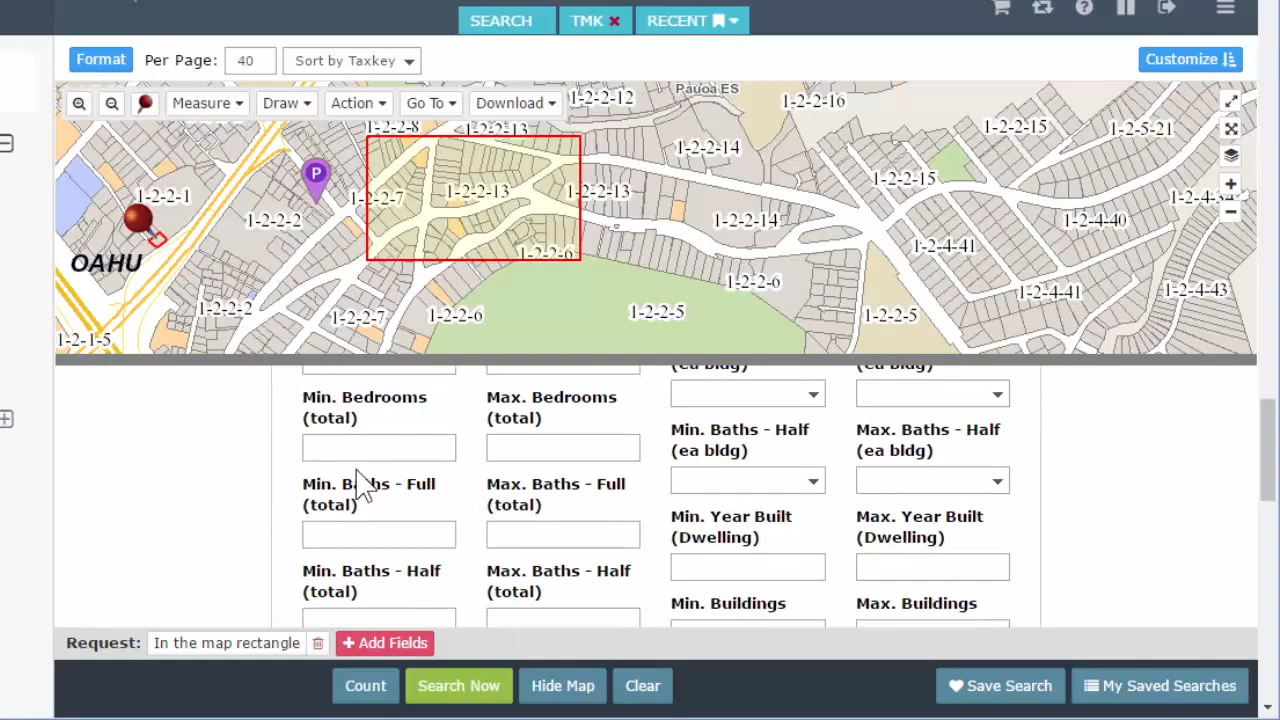 SEARCH TMK RECENT
Format Per Page: 40 Sort by Taxkey Customize
Measure Draw Action Go To Download
1-2-2-12
Pauoa ES
1-2-2-16
1-2-2-8
1-2-2-13
1-2-2-15
1-2-5-21
1-2-2-14
P
1-2-2-1
1-2-2-7
1-2-2-13
1-2-2-13
1-2-2-15
1-2-2-2
1-2-2-14
1-2-4-40
OAHU
1-2-2-6
1-2-4-41
1-2-2-6
1-2-4-41
1-2-4-43
1-2-2-2
1-2-2-7
1-2-2-6
1-2-2-5
1-2-2-5
1-2-1-5
(ea bldg) (ea bldg)
Min. Bedrooms
(total)
Max. Bedrooms
(total)
Min. Baths - Half
(ea bldg)
Max. Baths - Half
(ea bldg)
Min. Baths - Full
(total)
Max. Baths - Full
(total)
Min. Year Built
(Dwelling)
Max. Year Built
(Dwelling)
Min. Baths - Half
(total)
Max. Baths - Half
(total)
Min. Buildings
Max. Buildings
Request: In the map rectangle + Add Fields
Count Search Now Hide Map Clear Save Search My Saved Searches